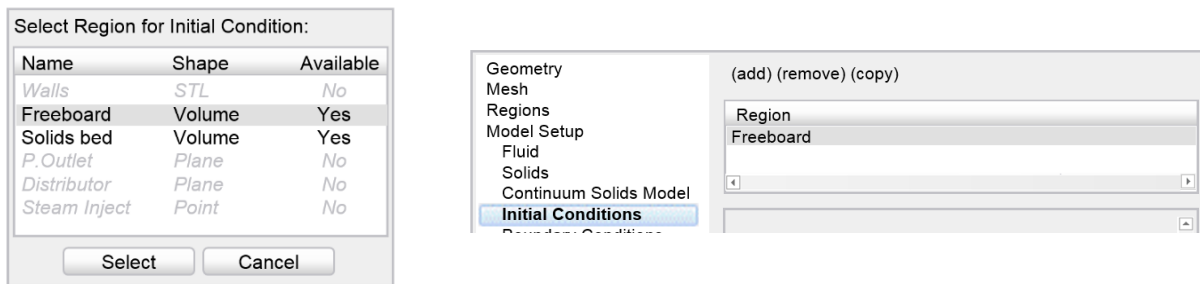 Select Region for Initial Condition:
Name Shape Available
Walls STL No
Freeboard Volume Yes
Solids bed Volume Yes
P.Outlet Plane No
Distributor Plane No
Steam Inject Point No
Select Cancel
Geometry
Mesh
Regions
Model Setup
Fluid
Solids
Continuum Solids Model
Initial Conditions
Boundary Conditions
(add) (remove) (copy)
Region
Freeboard